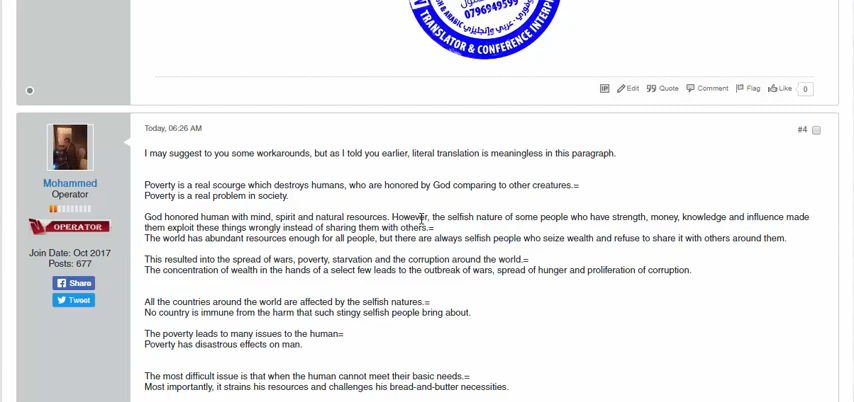 0796949599
TRANSLATOR & CONFERENCE INTERP
Edit Quote Comment Flag Like 0
Today, 06:26 AM
#4
Mohammed
Operator
OPERATOR
Join Date: Oct 2017
Posts: 677
Share
Tweet
I may suggest to you some workarounds, but as I told you earlier, literal translation is meaningless in this paragraph.
Poverty is a real scourge which destroys humans, who are honored by God comparing to other creatures.=
Poverty is a real problem in society.
God honored human with mind, spirit and natural resources. However, the selfish nature of some people who have strength, money, knowledge and influence made
them exploit these things wrongly instead of sharing them with others.=
The world has abundant resources enough for all people, but there are always selfish people who seize wealth and refuse to share it with others around them.
This resulted into the spread of wars, poverty, starvation and the corruption around the world.=
The concentration of wealth in the hands of a select few leads to the outbreak of wars, spread of hunger and proliferation of corruption.
All the countries around the world are affected by the selfish natures.=
No country is immune from the harm that such stingy selfish people bring about.
The poverty leads to many issues to the human=
Poverty has disastrous effects on man.
The most difficult issue is that when the human cannot meet their basic needs.=
Most importantly, it strains his resources and challenges his bread-and-butter necessities.